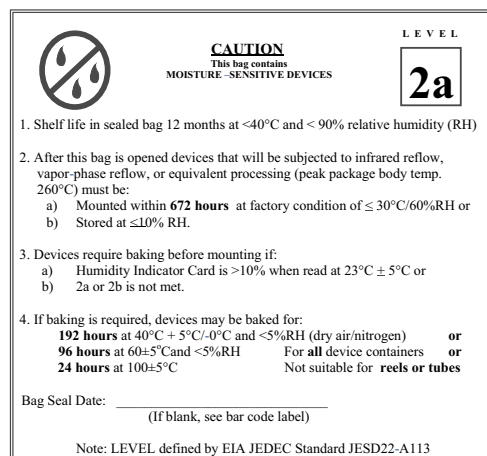 LEVEL
CAUTION
This bag contains
MOISTURE –SENSITIVE DEVICES
2a
1. Shelf life in sealed bag 12 months at <40°C and < 90% relative humidity (RH)
2. After this bag is opened devices that will be subjected to infrared reflow,
vapor-phase reflow, or equivalent processing (peak package body temp.
260°C) must be:
a) Mounted within 672 hours at factory condition of ≤ 30°C/60%RH or
b) Stored at ≤10% RH.
3. Devices require baking before mounting if:
a) Humidity Indicator Card is >10% when read at 23°C ± 5°C or
b) 2a or 2b is not met.
4. If baking is required, devices may be baked for:
192 hours at 40°C + 5°C/-0°C and <5%RH (dry air/nitrogen) or
96 hours at 60±5°Cand <5%RH For all device containers or
24 hours at 100±5°C Not suitable for reels or tubes
Bag Seal Date: ______________________________
(If blank, see bar code label)
Note: LEVEL defined by EIA JEDEC Standard JESD22-A113